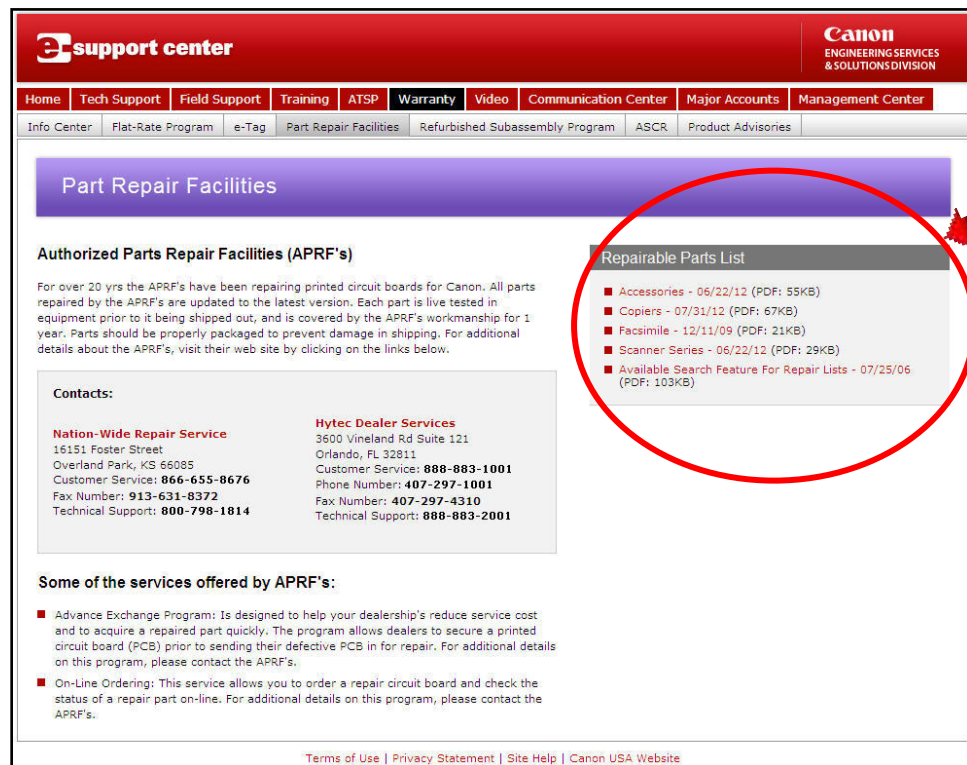 e-support center
Canon
ENGINEERING SERVICES
& SOLUTIONS DIVISION
Home Tech Support Field Support Training ATSP Warranty Video Communication Center Major Accounts Management Center
Info Center Flat-Rate Program e-Tag Part Repair Facilities Refurbished Subassembly Program ASCR Product Advisories
Part Repair Facilities
Authorized Parts Repair Facilities (APRF's)
For over 20 yrs the APRF's have been repairing printed circuit boards for Canon. All parts
repaired by the APRF's are updated to the latest version. Each part is live tested in
equipment prior to it being shipped out, and is covered by the APRF's workmanship for 1
year. Parts should be properly packaged to prevent damage in shipping. For additional
details about the APRF's, visit their web site by clicking on the links below.
Contacts:
Nation-Wide Repair Service
16151 Foster Street
Overland Park, KS 66085
Customer Service: 866-655-8676
Fax Number: 913-631-8372
Technical Support: 800-798-1814
Hytec Dealer Services
3600 Vineland Rd Suite 121
Orlando, FL 32811
Customer Service: 888-883-1001
Phone Number: 407-297-1001
Fax Number: 407-297-4310
Technical Support: 888-883-2001
Some of the services offered by APRF's:
Advance Exchange Program: Is designed to help your dealership's reduce service cost
and to acquire a repaired part quickly. The program allows dealers to secure a printed
circuit board (PCB) prior to sending their defective PCB in for repair. For additional details
on this program, please contact the APRF's.
On-Line Ordering: This service allows you to order a repair circuit board and check the
status of a repair part on-line. For additional details on this program, please contact the
APRF's.
Repairable Parts List
Accessories - 06/22/12 (PDF: 55KB)
Copiers - 07/31/12 (PDF: 67KB)
Facsimile - 12/11/09 (PDF: 21KB)
Scanner Series - 06/22/12 (PDF: 29KB)
Available Search Feature For Repair Lists - 07/25/06
(PDF: 103KB)
Terms of Use | Privacy Statement | Site Help | Canon USA Website